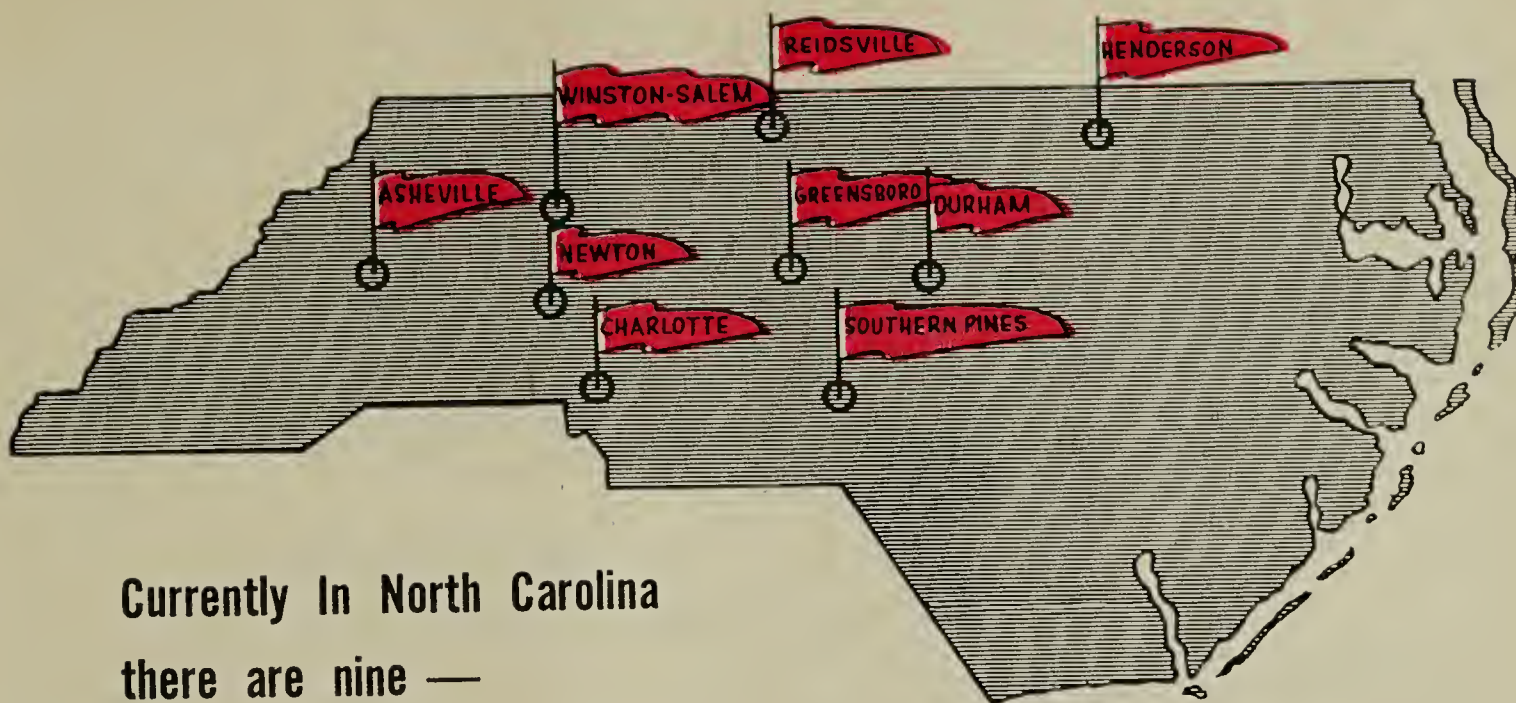 REIDSVILLE
HENDERSON
WINSTON-SALEM
ASHEVILLE
GREENSBORO
DURHAM
NEWTON
CHARLOTTE
SOUTHERN PINES
Currently In North Carolina
there are nine —